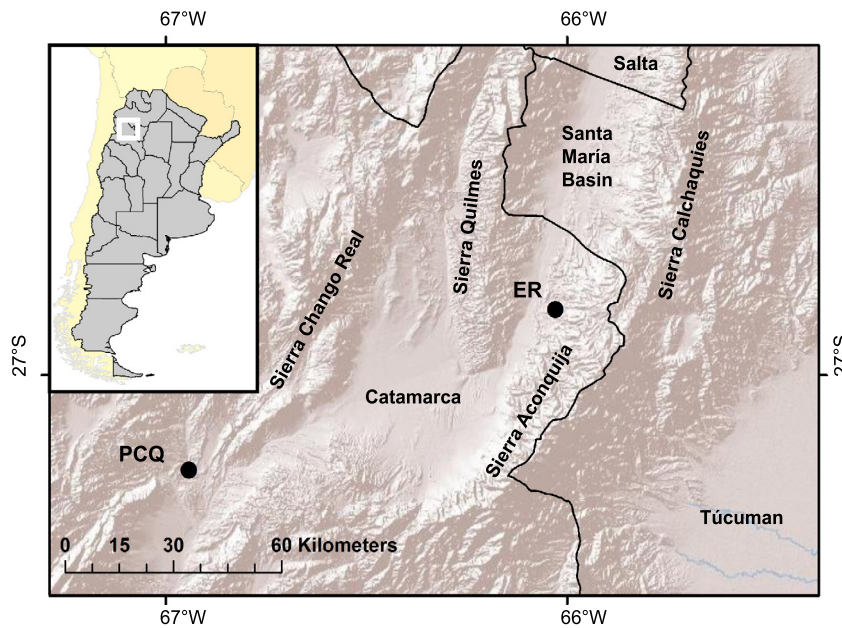 67°W 66°W
Salta
Santa
María
Basin
Sierra Quilmes
Sierra Calchaquies
Sierra Chango Real
ER
27°S 27°S
Sierra Aconquija
Catamarca
PCQ
Túcuman
0 15 30 60 Kilometers
67°W 66°W